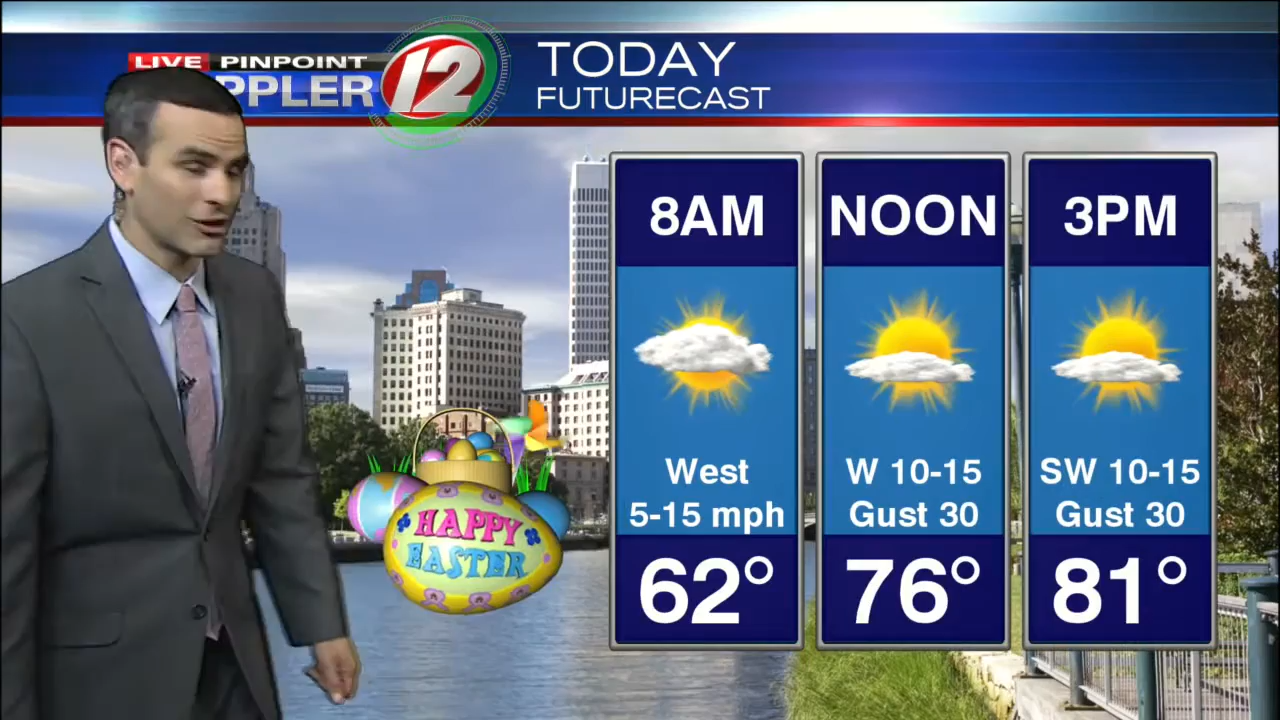 LIVE PINPOINT
PPLER 12
TODAY
FUTURECAST
8AM
West
5-15 mph
62°
NOON
W 10-15
Gust 30
76°
3PM
SW 10-15
Gust 30
81°
HAPPY
EASTER